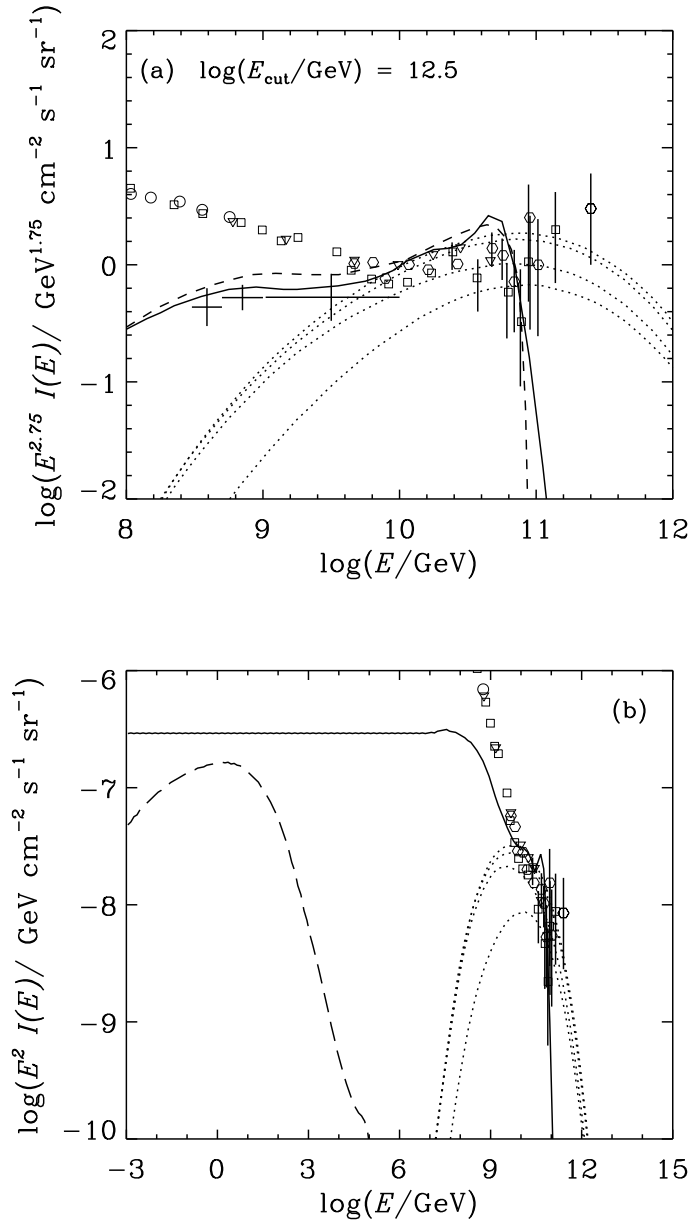 (a) log(E_cut/GeV) = 12.5
log(E^2.75 I(E)/ GeV^1.75 cm^−2 s^−1 sr^−1)
2
1
0
−1
−2
8 9 10 11 12
log(E/GeV)
(b)
log(E^2 I(E)/ GeV cm^−2 s^−1 sr^−1)
−6
−7
−8
−9
−10
−3 0 3 6 9 12 15
log(E/GeV)